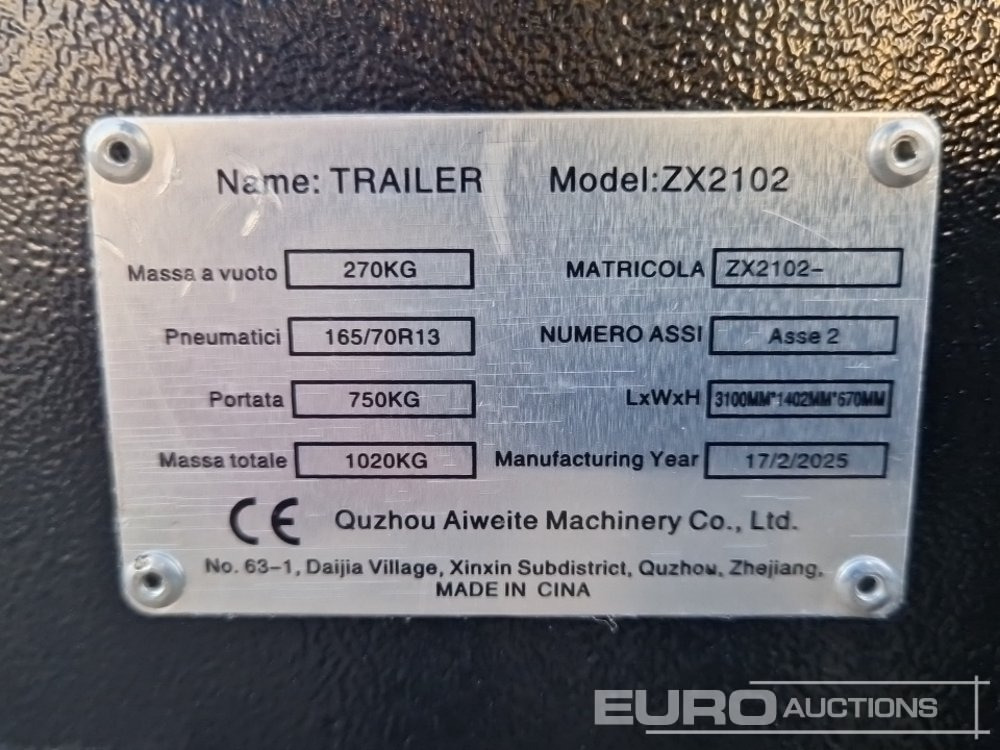 Name: TRAILER Model:ZX2102
Massa a vuoto 270KG MATRICOLA ZX2102-
Pneumatici 165/70R13 NUMERO ASSI Asse 2
Portata 750KG LxWxH 3100MM*1402MM*670MM
Massa totale 1020KG Manufacturing Year 17/2/2025
CE Quzhou Aiweite Machinery Co., Ltd.
No. 63-1, Daijia Village, Xinxin Subdistrict, Quzhou, Zhejiang,
MADE IN CINA
EURO AUCTIONS